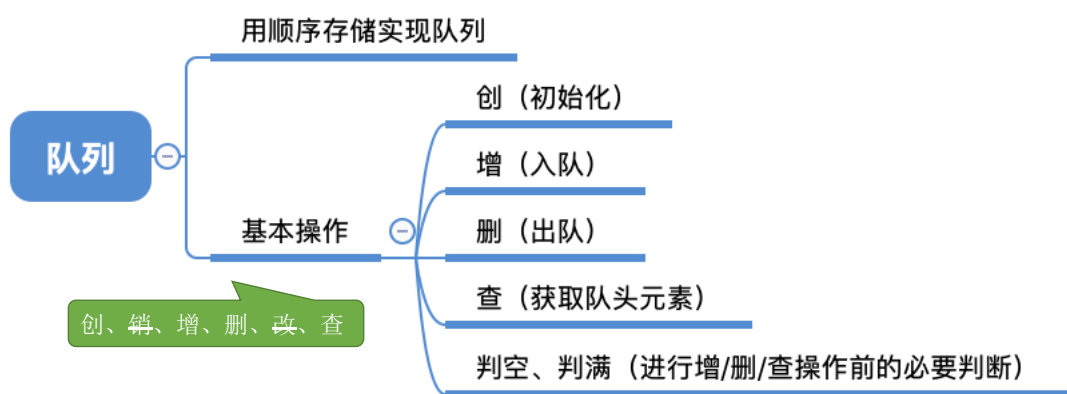 用顺序存储实现队列
创（初始化）
增（入队）
队列
删（出队）
基本操作
查（获取队头元素）
创、销、增、删、改、查
判空、判满（进行增/删/查操作前的必要判断）